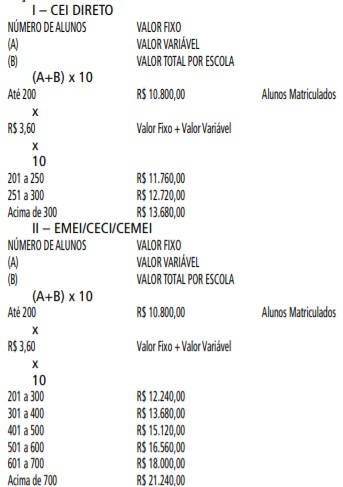 I – CEI DIRETO
NÚMERO DE ALUNOS VALOR FIXO
(A) VALOR VARIÁVEL
(B) VALOR TOTAL POR ESCOLA
(A+B) x 10
Até 200 R$ 10.800,00 Alunos Matriculados
x
R$ 3,60 Valor Fixo + Valor Variável
x
10
201 a 250 R$ 11.760,00
251 a 300 R$ 12.720,00
Acima de 300 R$ 13.680,00
II – EMEI/CECI/CEMEI
NÚMERO DE ALUNOS VALOR FIXO
(A) VALOR VARIÁVEL
(B) VALOR TOTAL POR ESCOLA
(A+B) x 10
Até 200 R$ 10.800,00 Alunos Matriculados
x
R$ 3,60 Valor Fixo + Valor Variável
x
10
201 a 300 R$ 12.240,00
301 a 400 R$ 13.680,00
401 a 500 R$ 15.120,00
501 a 600 R$ 16.560,00
601 a 700 R$ 18.000,00
Acima de 700 R$ 21.240,00